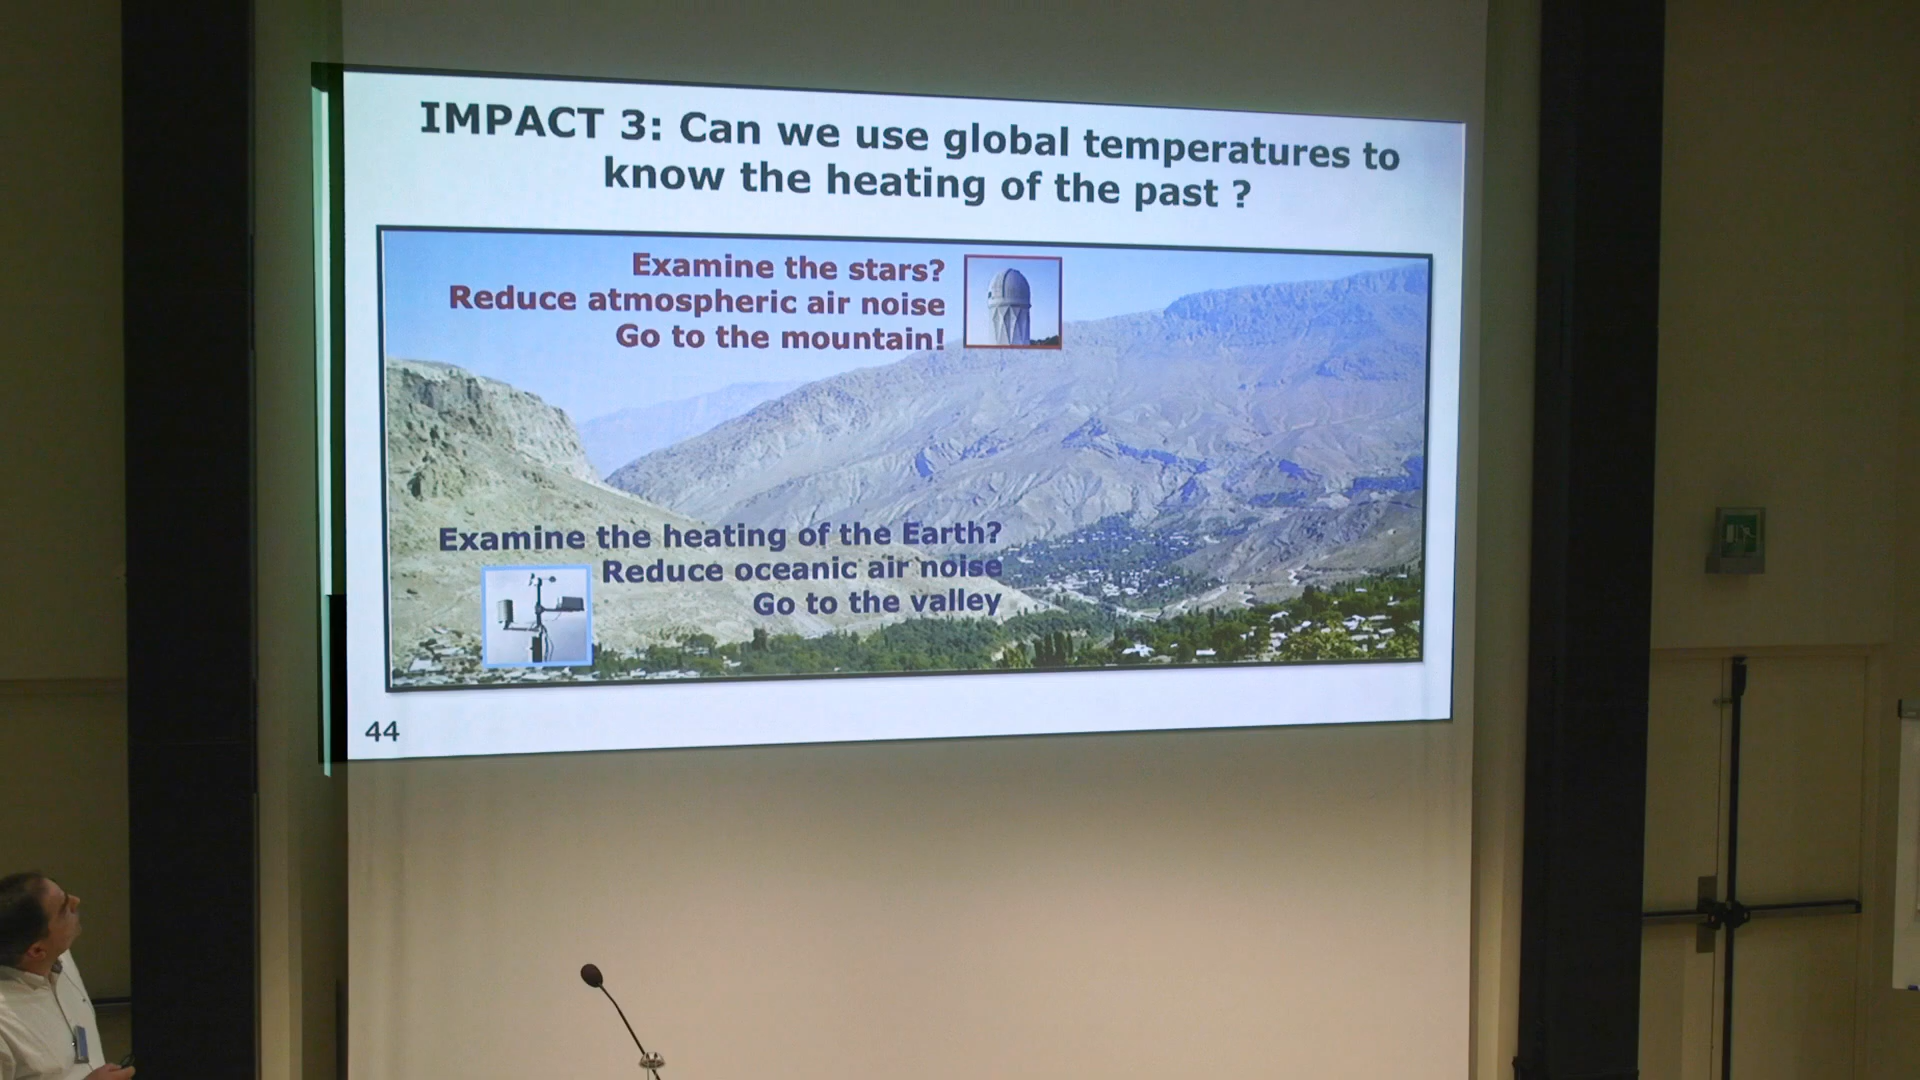 IMPACT 3: Can we use global temperatures to
know the heating of the past ?
Examine the stars?
Reduce atmospheric air noise
Go to the mountain!
Examine the heating of the Earth?
Reduce oceanic air noise
Go to the valley
44